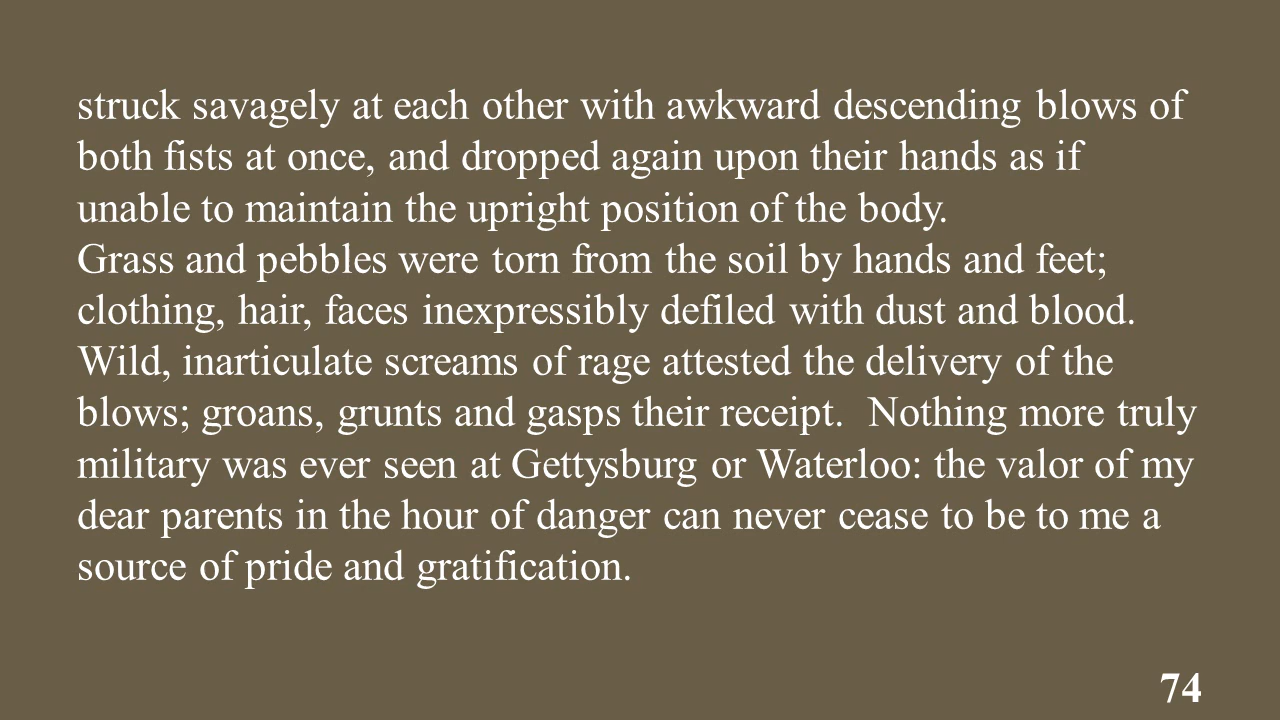 struck savagely at each other with awkward descending blows of
both fists at once, and dropped again upon their hands as if
unable to maintain the upright position of the body.
Grass and pebbles were torn from the soil by hands and feet;
clothing, hair, faces inexpressibly defiled with dust and blood.
Wild, inarticulate screams of rage attested the delivery of the
blows; groans, grunts and gasps their receipt.  Nothing more truly
military was ever seen at Gettysburg or Waterloo: the valor of my
dear parents in the hour of danger can never cease to be to me a
source of pride and gratification.
74